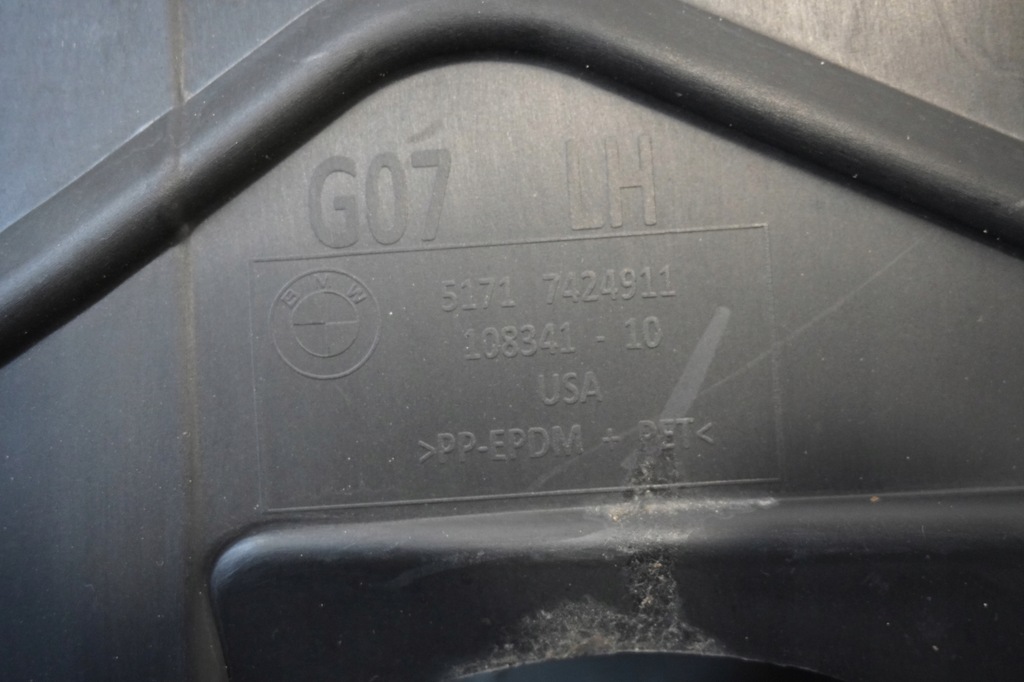 G07 LH
BMW
5171 7424911
108341 - 10
USA
>PP-EPDM + PET<